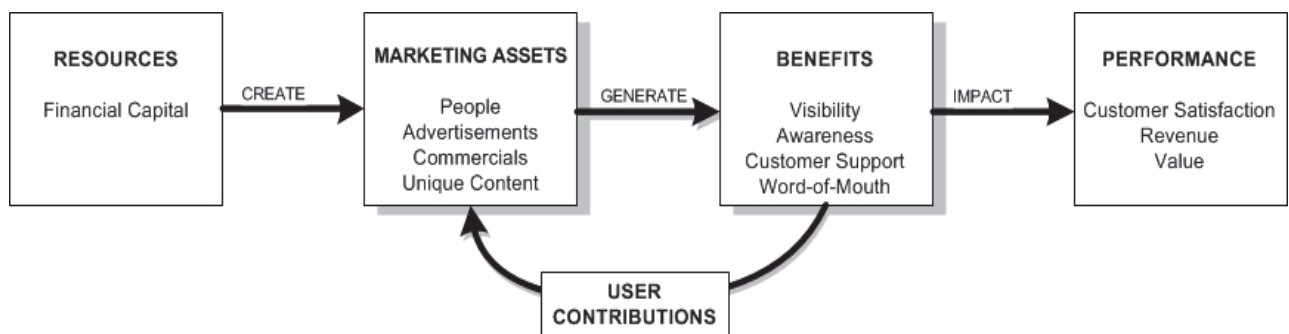 RESOURCES
Financial Capital
CREATE
MARKETING ASSETS
People
Advertisements
Commercials
Unique Content
GENERATE
BENEFITS
Visibility
Awareness
Customer Support
Word-of-Mouth
IMPACT
PERFORMANCE
Customer Satisfaction
Revenue
Value
USER
CONTRIBUTIONS